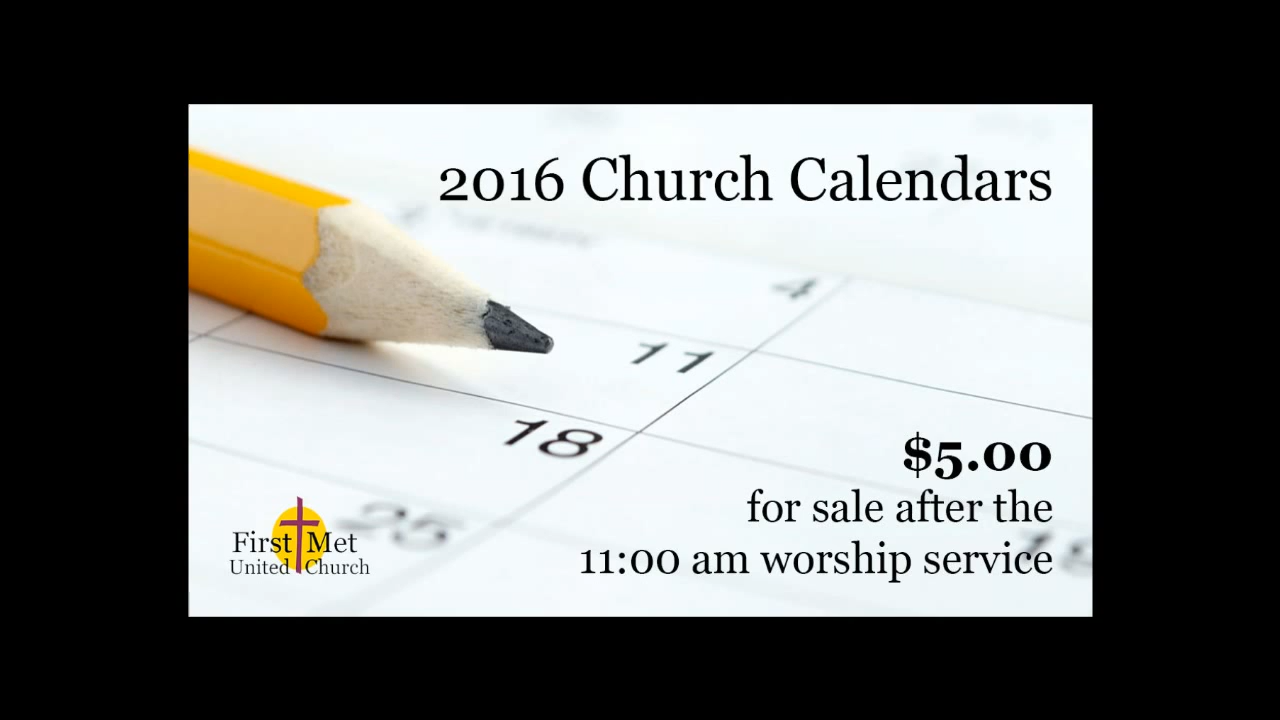 2016 Church Calendars
4
11
18
25
$5.00
for sale after the
11:00 am worship service
First Met
United Church